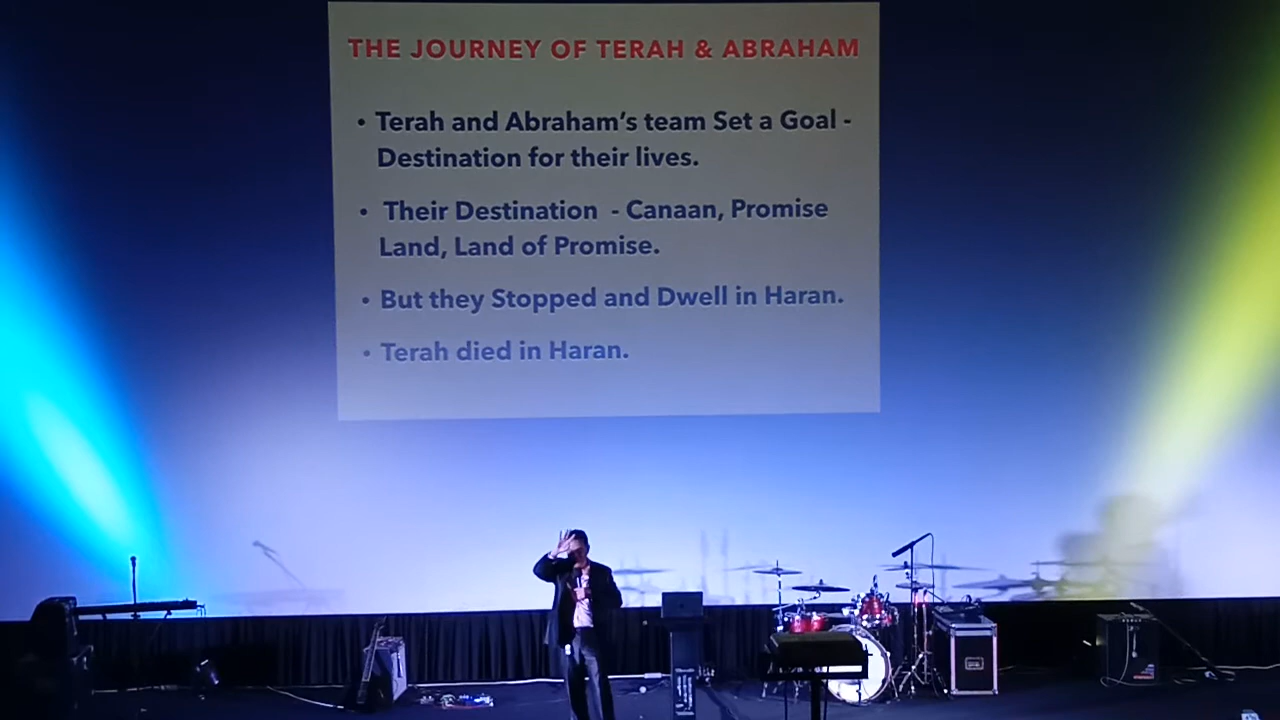 THE JOURNEY OF TERAH & ABRAHAM
• Terah and Abraham's team Set a Goal -
Destination for their lives.
• Their Destination - Canaan, Promise
Land, Land of Promise.
• But they Stopped and Dwell in Haran.
• Terah died in Haran.